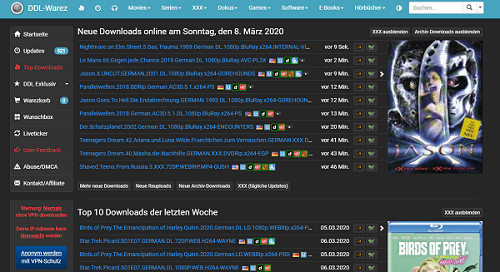 DDL-Warez
Movies
Serien
XXX
Dokus
Games
Software
E-Books
Hörbücher
Suchen...
Startseite
Updates 521
Top-Downloads
DDL Exklusiv
Warenkorb
Wunschbox
Liveticker
User-Feedback
Abuse/DMCA
Kontakt/Affiliate
Warnung: Niemals
ohne VPN downloaden
Deine IP-Adresse kann
überwacht werden
Anonym werden
mit VPN-Schutz
Neue Downloads online am Sonntag, den 8. März 2020
XXX ausblenden
Archiv-Downloads ausblenden
Nightmare.on.Elm.Street.5.Das.Trauma.1989.German.DL.1080p.BluRay.x264.iNTERNAL-Vi... vor 9 Sek.
Le.Mans.66.Gegen.jede.Chance.2019.German.DL.1080p.BluRay.AVC-PL3X vor 2 Min.
Jason.X.UNCUT.GERMAN.2001.DL.1080p.BluRay.x264-GOREHOUNDS vor 9 Min.
Parallelwelten.2018.BDRip.German.AC3D.5.1.x264-PS vor 12 Min.
Jason.Goes.To.Hell.Die.Endabrechnung.GERMAN.1993.DL.1080p.BluRay.x264-GOREHOUN... vor 12 Min.
Parallelwelten.2018.German.AC3D.5.1.DL.1080p.BluRay.x264-PS vor 13 Min.
Der.Schatzplanet.2002.German.DL.1080p.BluRay.x264-ENCOUNTERS vor 20 Min.
Teenagers.Dream.42.Ariana.und.Luna.Wilde.Fruechtchen.zum.Vernaschen.GERMAN.XXX.D... vor 41 Min.
Teenagers.Dream.40.Masha.die.Nachhilfe.GERMAN.XXX.DVDRip.x264-EGP vor 43 Min.
Shaved.Teens.From.Russia.3.XXX.720P.WEBRIP.MP4-GUSH vor 46 Min.
Mehr neue Downloads
Neue Reuploads
Neue Archiv-Downloads
XXX (tägliche Updates)
JASON
Top 10 Downloads der letzten Woche
XXX ausblenden
Birds.of.Prey.The.Emancipation.of.Harley.Quinn.2020.German.LD.1080p.WEBRip.x264-P... 05.03.2020
Star.Trek.Picard.S01E07.GERMAN.DL.720P.WEB.H264-WAYNE 05.03.2020
Birds.of.Prey.The.Emancipation.of.Harley.Quinn.2020.German.LD.WEBRip.x264-PRD 05.03.2020
Star.Trek.Picard.S01E07.GERMAN.DL.1080P.WEB.H264-WAYNE 05.03.2020
BIRDS OF PREY